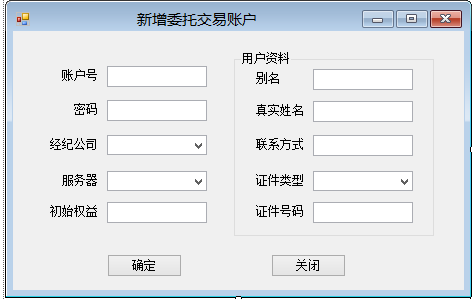 新增委托交易账户
账户号
密码
经纪公司
服务器
初始权益
用户资料
别名
真实姓名
联系方式
证件类型
证件号码
确定
关闭